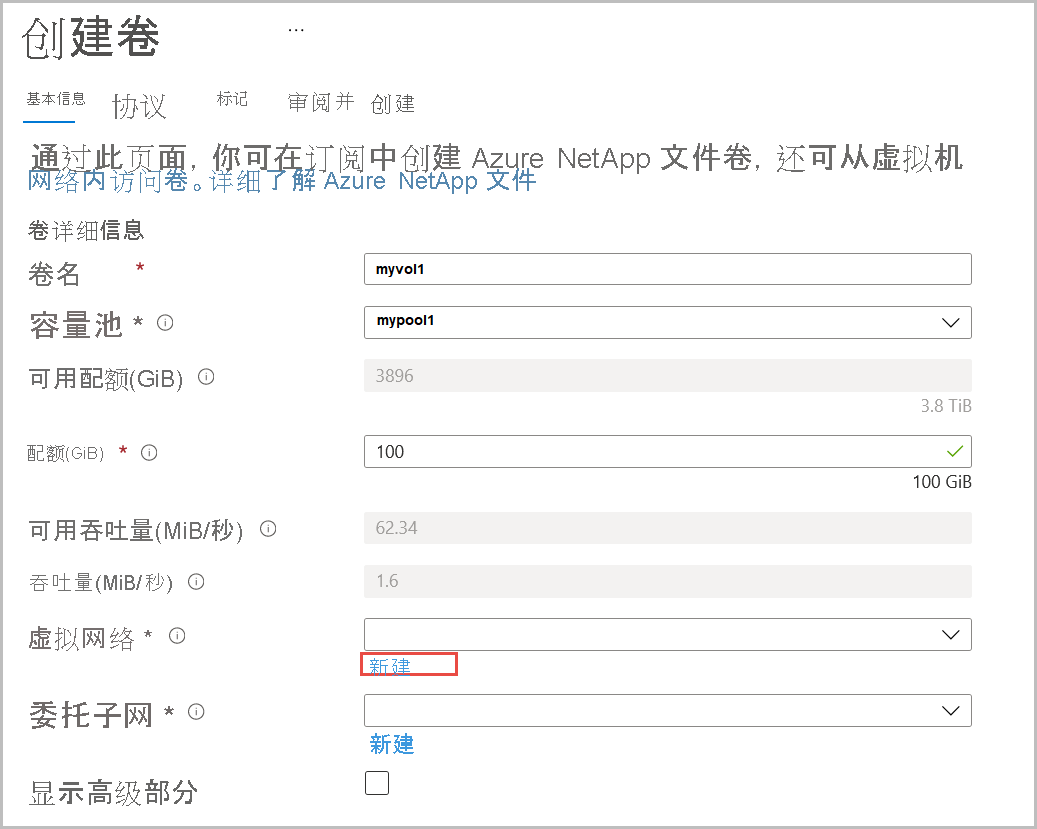 创建卷 ...
基本信息 协议 标记 审阅并 创建
通过此页面，你可在订阅中创建 Azure NetApp 文件卷，还可从虚拟机
网络内访问卷。详细了解 Azure NetApp 文件
卷详细信息
卷名 * myvol1
容量池 * mypool1
可用配额(GiB) 3896
3.8 TiB
配额(GiB) * 100
100 GiB
可用吞吐量(MiB/秒) 62.34
吞吐量(MiB/秒) 1.6
虚拟网络 *
新建
委托子网 *
新建
显示高级部分